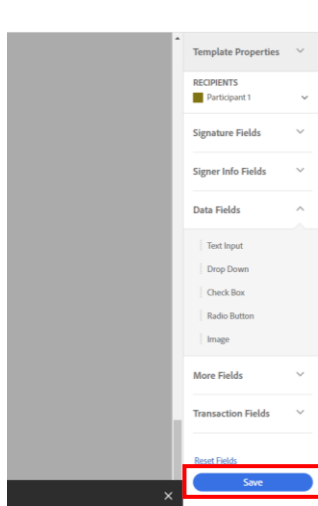 Template Properties
RECIPIENTS
Participant 1
Signature Fields
Signer Info Fields
Data Fields
Text Input
Drop Down
Check Box
Radio Button
Image
More Fields
Transaction Fields
Reset Fields
Save